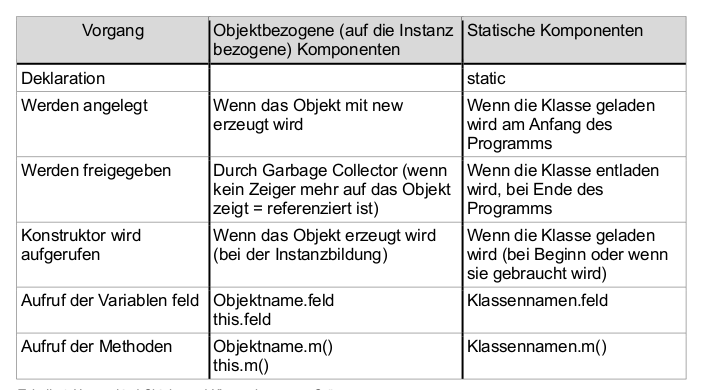 Vorgang
Objektbezogene (auf die Instanz
bezogene) Komponenten
Statische Komponenten
Deklaration
static
Werden angelegt
Wenn das Objekt mit new
erzeugt wird
Wenn die Klasse geladen
wird am Anfang des
Programms
Werden freigegeben
Durch Garbage Collector (wenn
kein Zeiger mehr auf das Objekt
zeigt = referenziert ist)
Wenn die Klasse entladen
wird, bei Ende des
Programms
Konstruktor wird
aufgerufen
Wenn das Objekt erzeugt wird
(bei der Instanzbildung)
Wenn die Klasse geladen
wird (bei Beginn oder wenn
sie gebraucht wird)
Aufruf der Variablen feld
Objektname.feld
this.feld
Klassennamen.feld
Aufruf der Methoden
Objektname.m()
this.m()
Klassennamen.m()